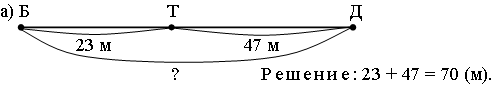 а) Б Т Д
23 м 47 м
? Решение: 23 + 47 = 70 (м).